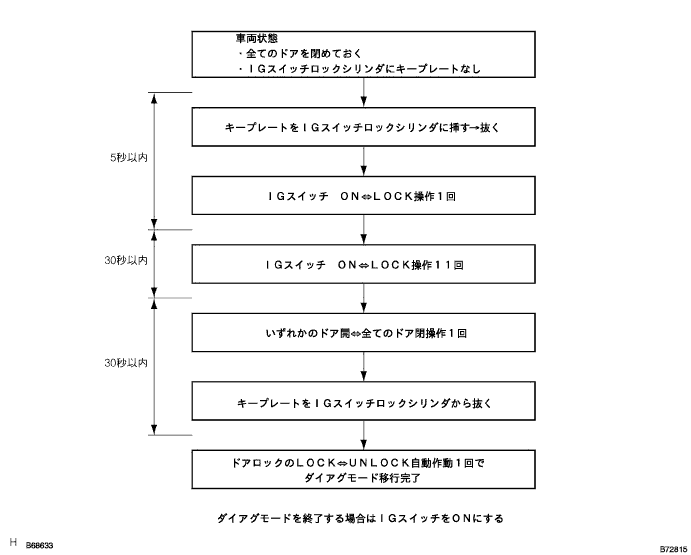 車両状態
・全てのドアを閉めておく
・ＩＧスイッチロックシリンダにキープレートなし
キープレートをＩＧスイッチロックシリンダに挿す→抜く
5秒以内
ＩＧスイッチ　ＯＮ⇔ＬＯＣＫ操作１回
30秒以内
ＩＧスイッチ　ＯＮ⇔ＬＯＣＫ操作１１回
いずれかのドア開⇔全てのドア閉操作１回
30秒以内
キープレートをＩＧスイッチロックシリンダから抜く
ドアロックのＬＯＣＫ⇔ＵＮＬＯＣＫ自動作動１回で
ダイアグモード移行完了
ダイアグモードを終了する場合はＩＧスイッチをＯＮにする
H B68633
B72815